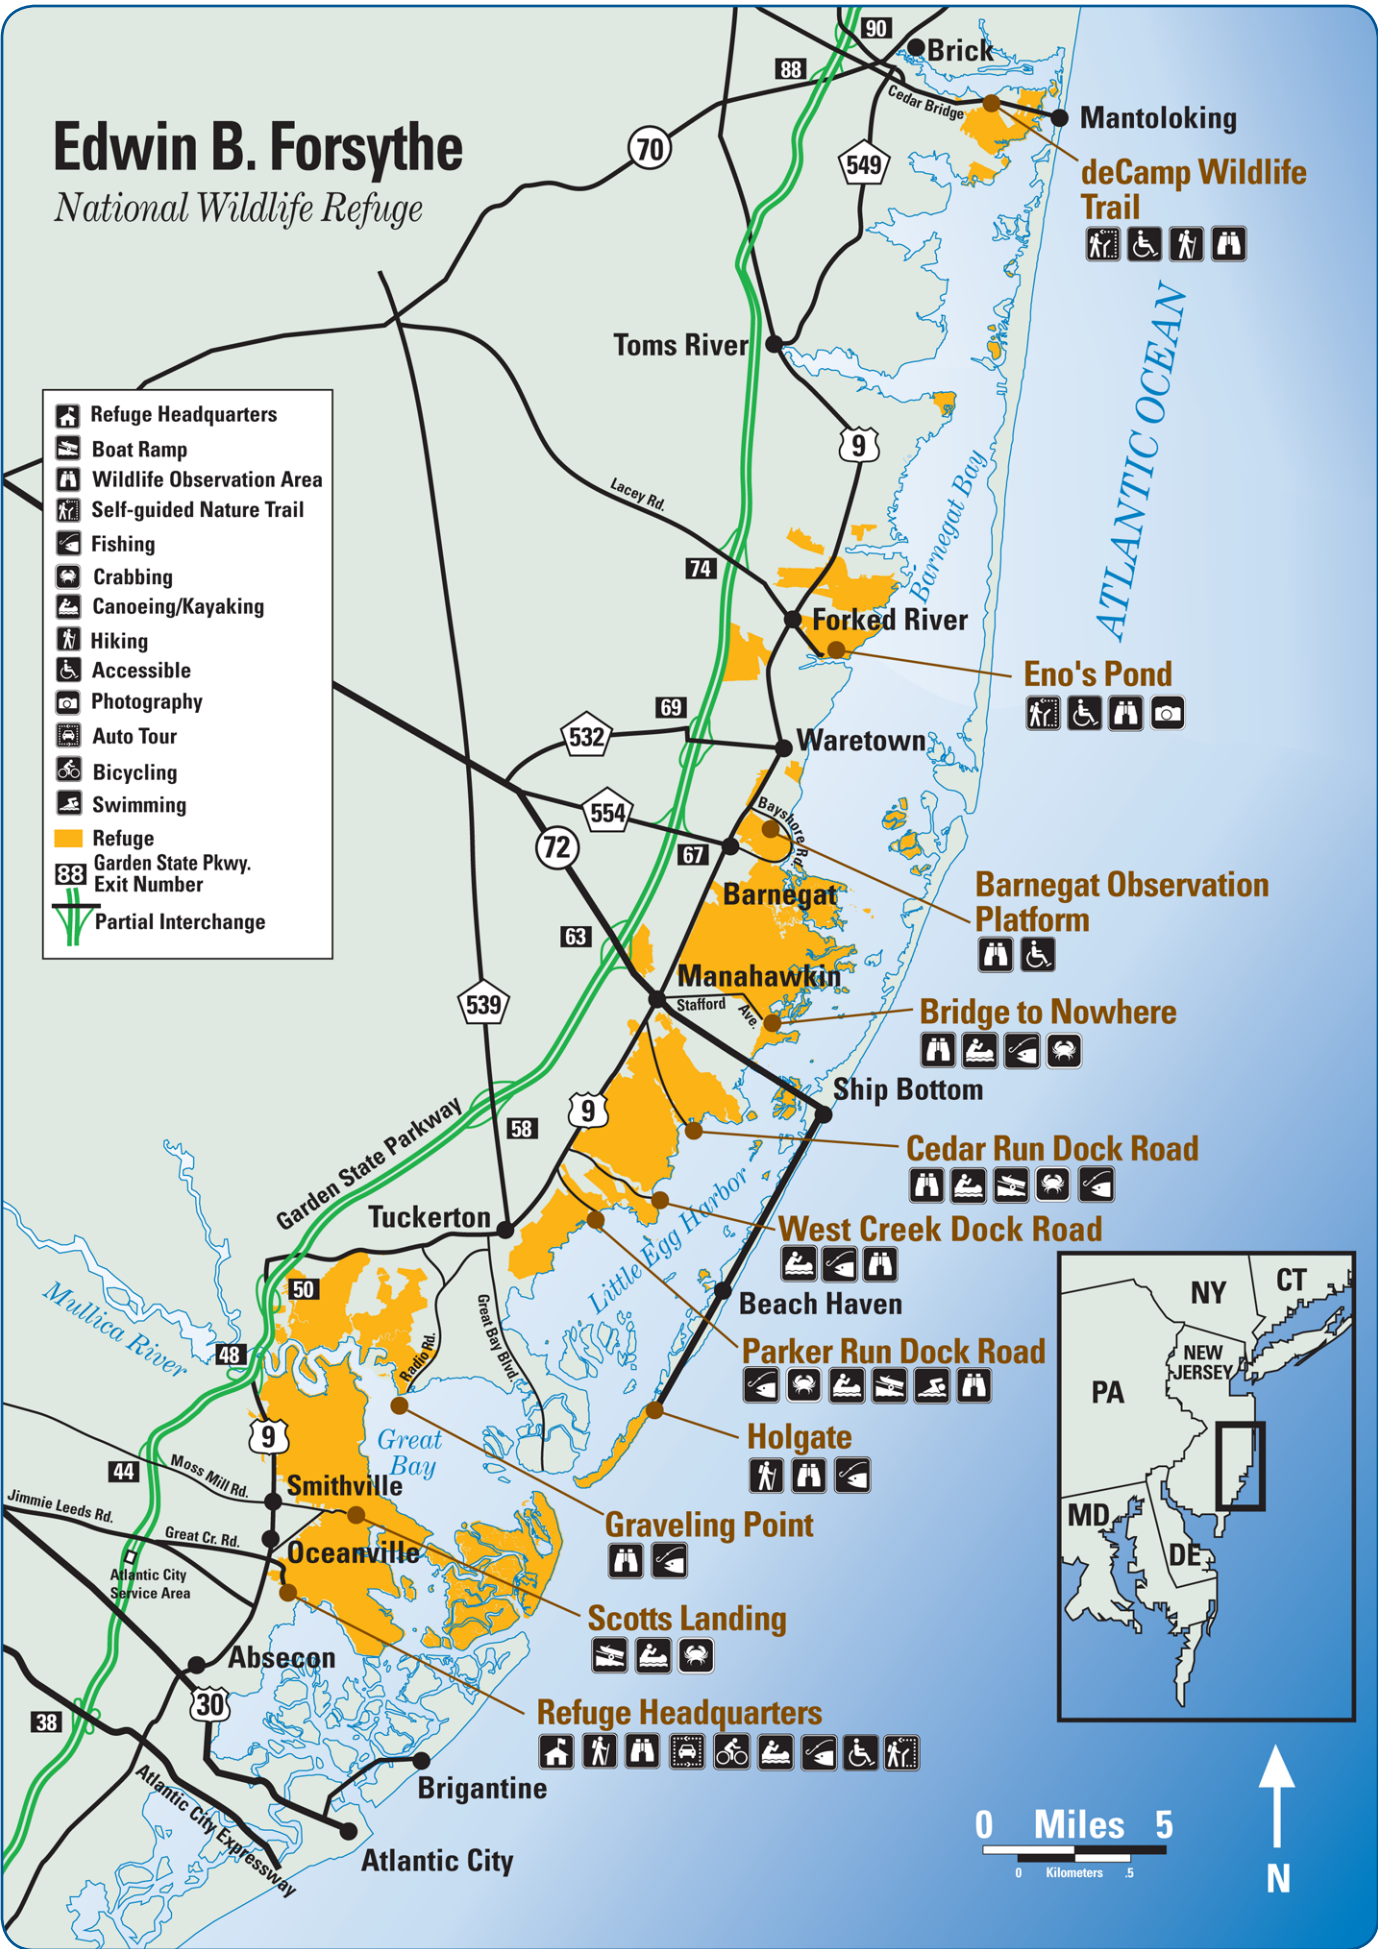 90
Brick
88
Cedar Bridge
Mantoloking
Edwin B. Forsythe
National Wildlife Refuge
70
549
deCamp Wildlife
Trail
ATLANTIC OCEAN
Toms River
Refuge Headquarters
Boat Ramp
Wildlife Observation Area
Self-guided Nature Trail
Fishing
Crabbing
Canoeing/Kayaking
Hiking
Accessible
Photography
Auto Tour
Bicycling
Swimming
Refuge
88
Garden State Pkwy.
Exit Number
Partial Interchange
9
Lacey Rd.
Barnegat Bay
74
Forked River
Eno's Pond
69
532
Waretown
554
Bayshore Rd.
72
67
Barnegat
Barnegat Observation
Platform
63
Manahawkin
Stafford Ave.
539
Bridge to Nowhere
Ship Bottom
9
58
Garden State Parkway
Cedar Run Dock Road
Tuckerton
Little Egg Harbor
West Creek Dock Road
50
Mullica River
Great Bay Blvd.
Beach Haven
48
Radio Rd.
Parker Run Dock Road
9
Great
Bay
Holgate
44
Moss Mill Rd.
Smithville
Jimmie Leeds Rd.
Great Cr. Rd.
Graveling Point
Oceanville
Atlantic City
Service Area
Scotts Landing
Absecon
30
Refuge Headquarters
38
Atlantic City Expressway
Brigantine
Atlantic City
NY
CT
NEW
JERSEY
PA
MD
DE
0 Miles 5
0 Kilometers .5
N